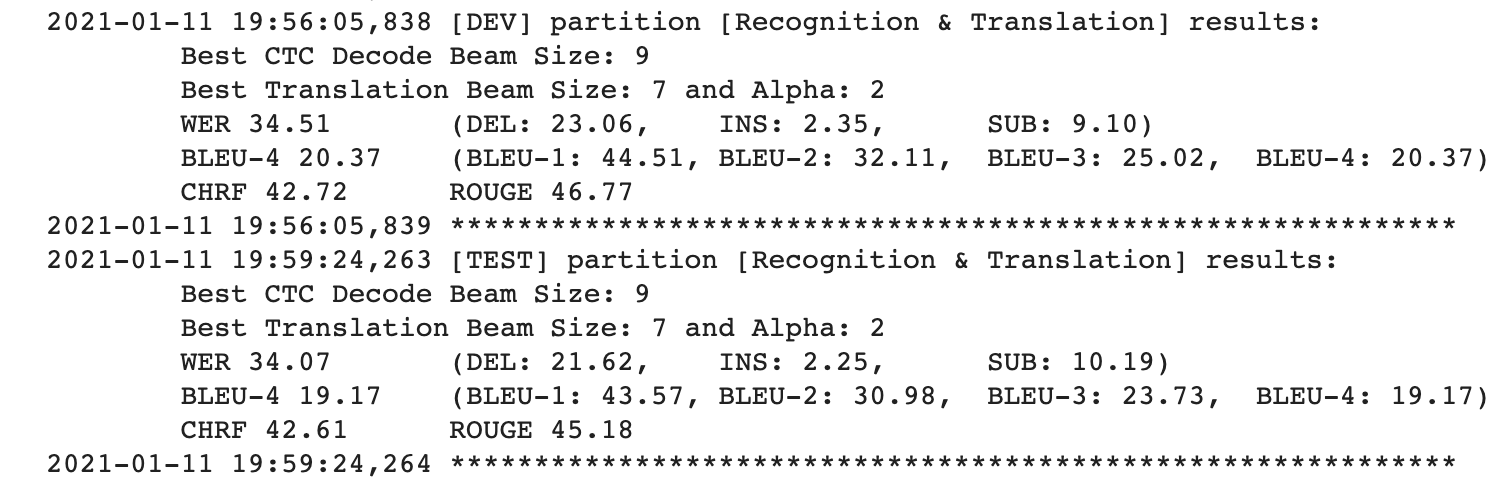 2021-01-11 19:56:05,838 [DEV] partition [Recognition & Translation] results:
Best CTC Decode Beam Size: 9
Best Translation Beam Size: 7 and Alpha: 2
WER 34.51 (DEL: 23.06, INS: 2.35, SUB: 9.10)
BLEU-4 20.37 (BLEU-1: 44.51, BLEU-2: 32.11, BLEU-3: 25.02, BLEU-4: 20.37)
CHRF 42.72 ROUGE 46.77
2021-01-11 19:56:05,839 ************************************************************
2021-01-11 19:59:24,263 [TEST] partition [Recognition & Translation] results:
Best CTC Decode Beam Size: 9
Best Translation Beam Size: 7 and Alpha: 2
WER 34.07 (DEL: 21.62, INS: 2.25, SUB: 10.19)
BLEU-4 19.17 (BLEU-1: 43.57, BLEU-2: 30.98, BLEU-3: 23.73, BLEU-4: 19.17)
CHRF 42.61 ROUGE 45.18
2021-01-11 19:59:24,264 ************************************************************